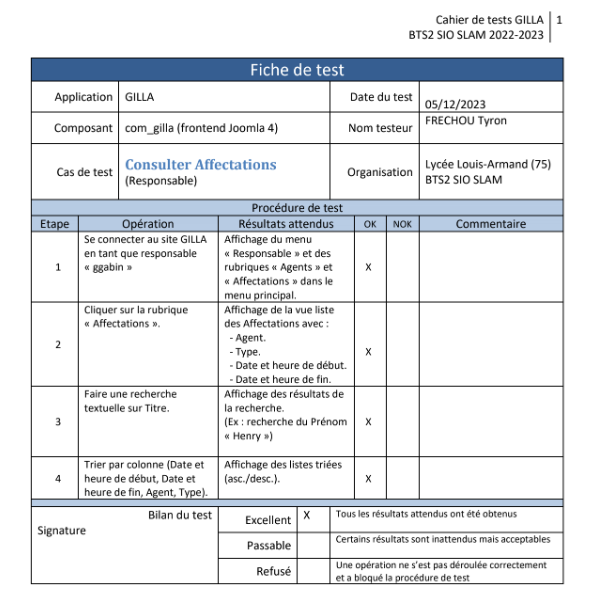 Cahier de tests GILLA 1
BTS2 SIO SLAM 2022-2023
Fiche de test
Application GILLA Date du test 05/12/2023
Composant com_gilla (frontend Joomla 4) Nom testeur FRECHOU Tyron
Cas de test Consulter Affectations
(Responsable)
Organisation Lycée Louis-Armand (75)
BTS2 SIO SLAM
Procédure de test
Etape Opération Résultats attendus OK NOK Commentaire
1
Se connecter au site GILLA
en tant que responsable
« ggabin »
Affichage du menu
« Responsable » et des
rubriques « Agents » et
« Affectations » dans le
menu principal.
X
2
Cliquer sur la rubrique
« Affectations ».
Affichage de la vue liste
des Affectations avec :
- Agent.
- Type.
- Date et heure de début.
- Date et heure de fin.
X
3
Faire une recherche
textuelle sur Titre.
Affichage des résultats de
la recherche.
(Ex : recherche du Prénom
« Henry »)
X
4
Trier par colonne (Date et
heure de début, Date et
heure de fin, Agent, Type).
Affichage des listes triées
(asc./desc.).
X
Bilan du test
Signature
Excellent X Tous les résultats attendus ont été obtenus
Passable Certains résultats sont inattendus mais acceptables
Refusé Une opération ne s'est pas déroulée correctement
et a bloqué la procédure de test